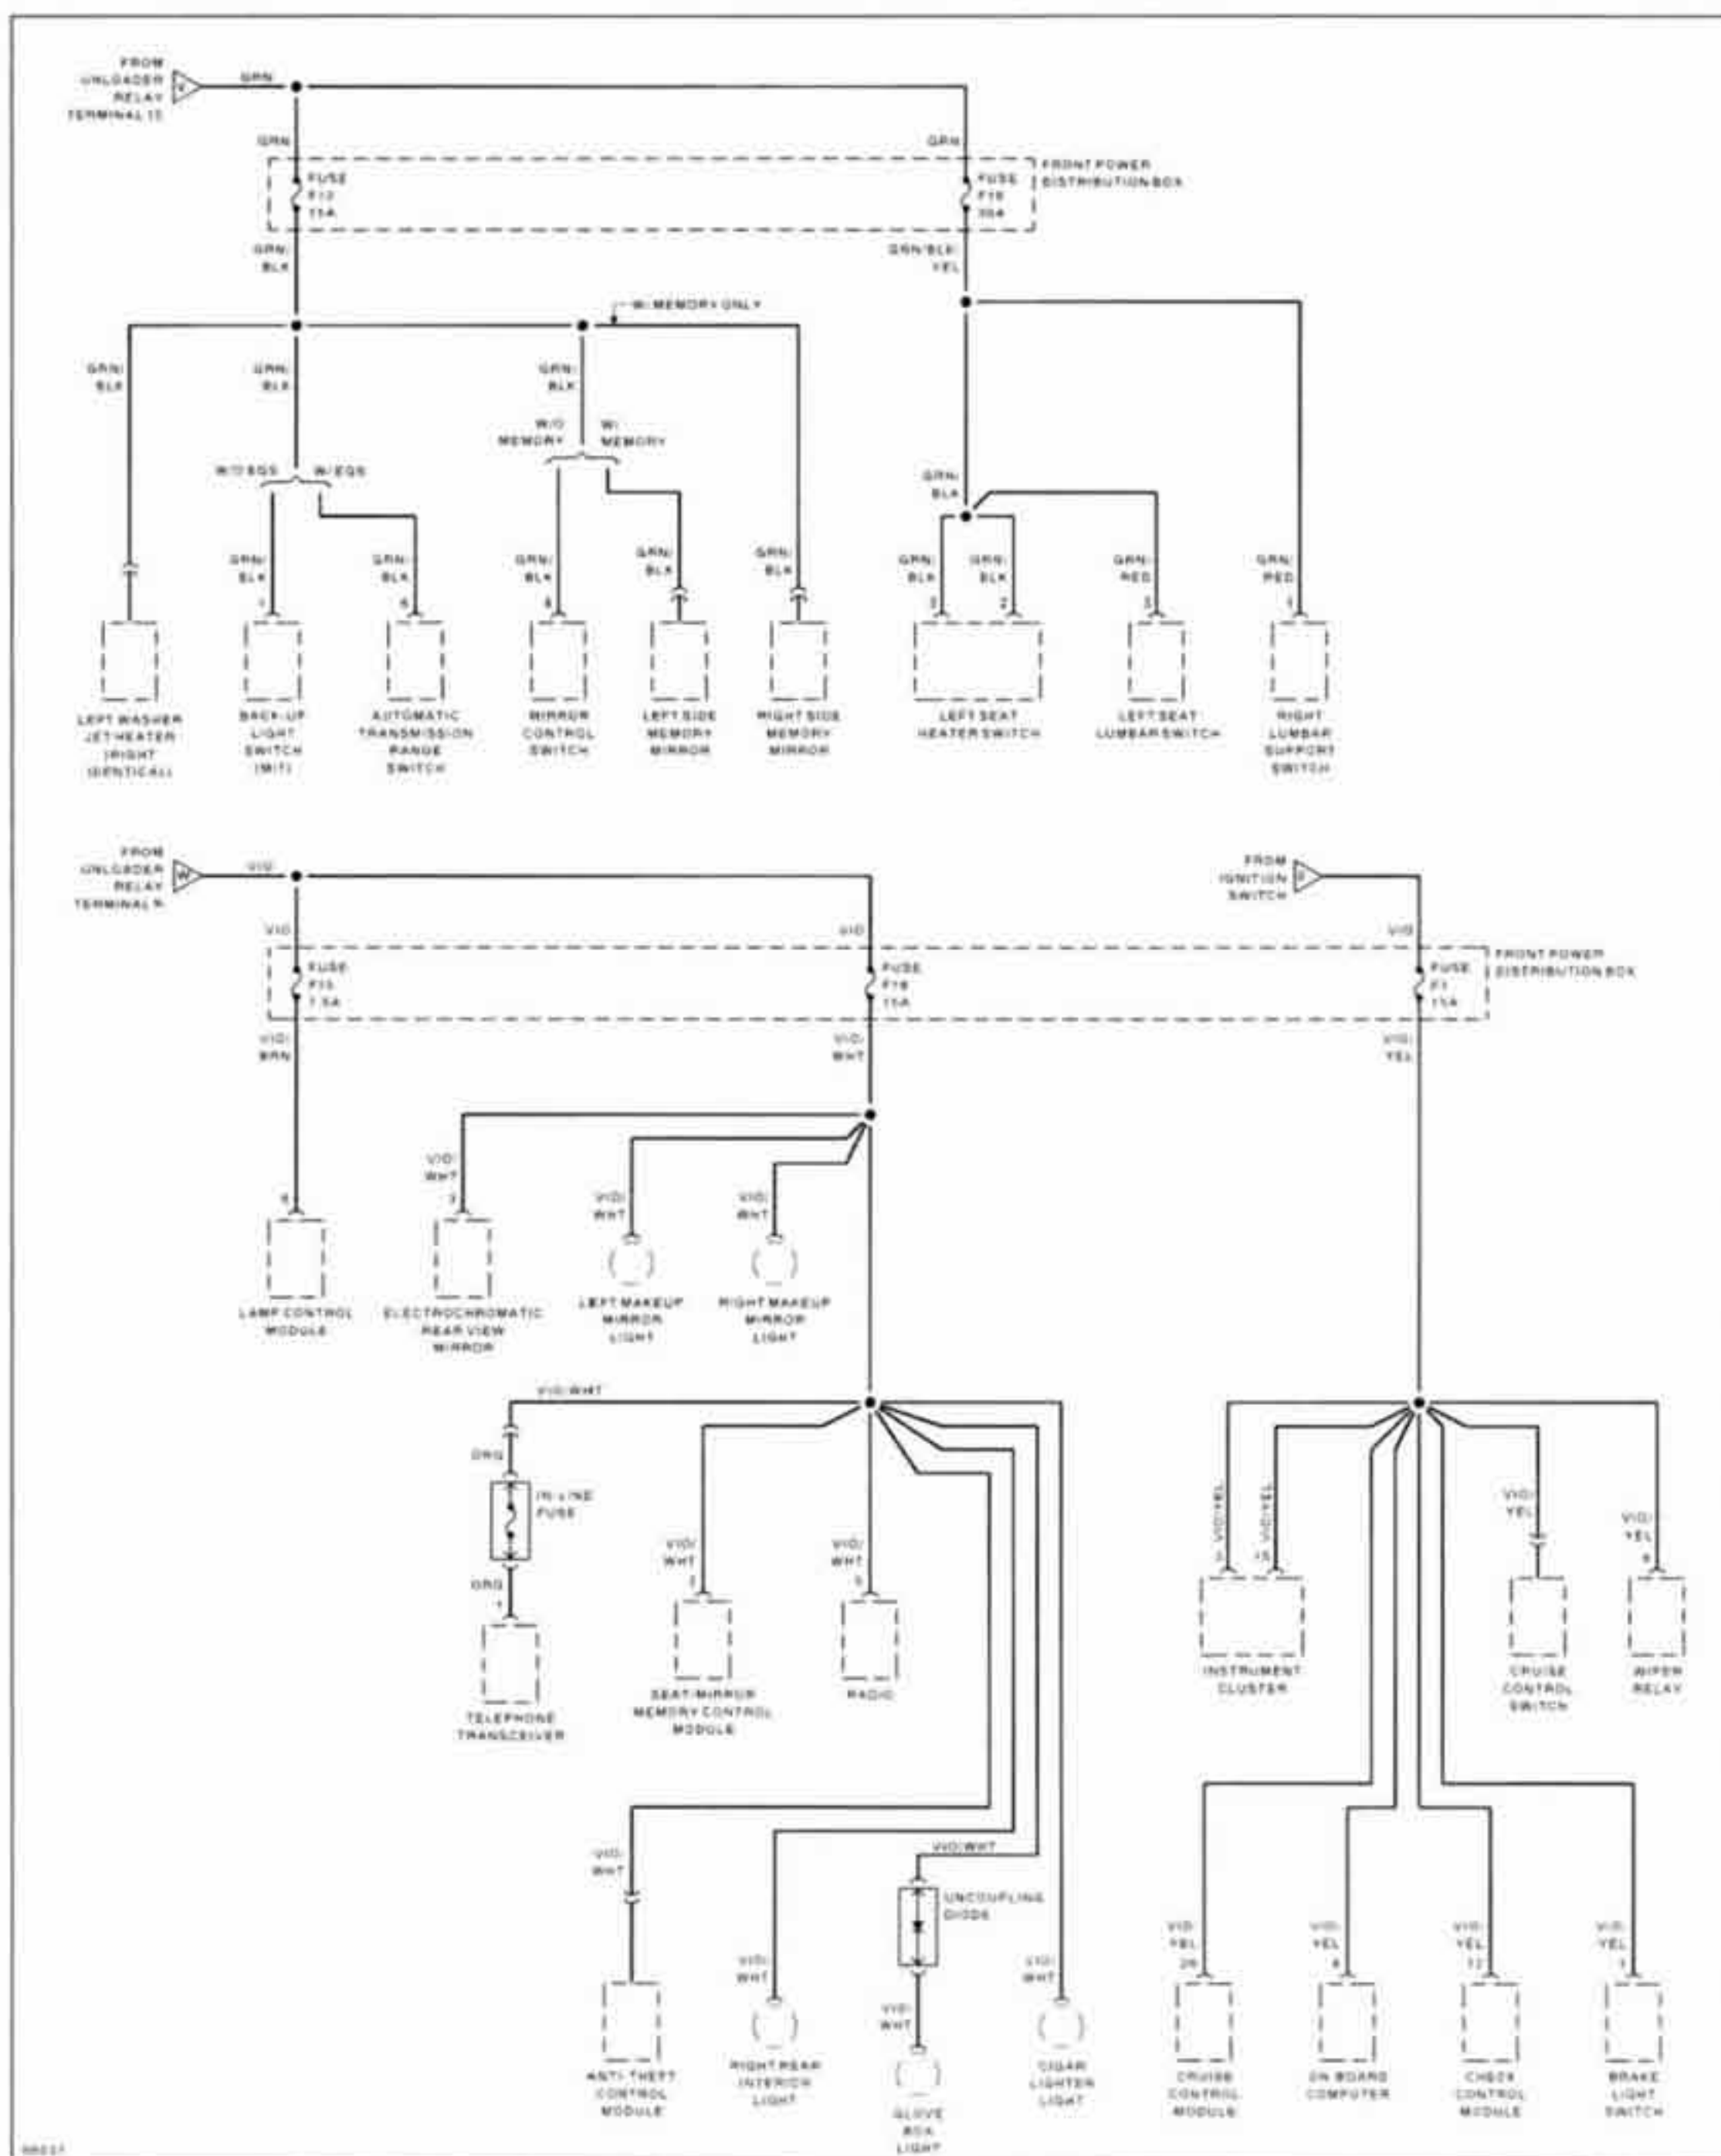 FROM
UNLOADER
RELAY
TERMINAL
GRN
GRN
GRN
FRONT POWER
DISTRIBUTION BOX
FUSE
15A
FUSE
30A
GRN/
BLK
GRN/BLK/
YEL
W/ MEMORY ONLY
GRN/
BLK
GRN/
BLK
GRN/
BLK
W/O
MEMORY
W/
MEMORY
W/O EGS
W/ EGS
GRN/
BLK
GRN/
BLK
GRN/
BLK
GRN/
BLK
GRN/
BLK
GRN/
BLK
GRN/
BLK
GRN/
BLK
GRN/
RED
GRN/
RED
LEFT WASHER
JET HEATER
(RIGHT
IDENTICAL)
BACK-UP
LIGHT
SWITCH
(M/T)
AUTOMATIC
TRANSMISSION
RANGE
SWITCH
MIRROR
CONTROL
SWITCH
LEFT SIDE
MEMORY
MIRROR
RIGHT SIDE
MEMORY
MIRROR
LEFT SEAT
HEATER SWITCH
LEFT SEAT
LUMBAR SWITCH
RIGHT
LUMBAR
SUPPORT
SWITCH
FROM
UNLOADER
RELAY
TERMINAL
W
VIO
FROM
IGNITION
SWITCH
VIO
VIO
VIO
FRONT POWER
DISTRIBUTION BOX
FUSE
7.5A
FUSE
15A
FUSE
15A
VIO/
BRN
VIO/
WHT
VIO/
YEL
VIO/
WHT
VIO/
WHT
VIO/
WHT
LAMP CONTROL
MODULE
ELECTROCHROMATIC
REAR VIEW
MIRROR
LEFT MAKEUP
MIRROR
LIGHT
RIGHT MAKEUP
MIRROR
LIGHT
VIO/WHT
ORG
IN-LINE
FUSE
ORG
1
VIO/
WHT
2
VIO/
WHT
VIO/YEL
VIO/YEL
15
VIO/
YEL
VIO/
YEL
TELEPHONE
TRANSCEIVER
SEAT/MIRROR
MEMORY CONTROL
MODULE
RADIO
INSTRUMENT
CLUSTER
CRUISE
CONTROL
SWITCH
WIPER
RELAY
VIO/
WHT
VIO/WHT
UNCOUPLING
DIODE
VIO/
WHT
VIO/
WHT
VIO/
WHT
VIO/
YEL
VIO/
YEL
VIO/
YEL
12
VIO/
YEL
1
ANTI-THEFT
CONTROL
MODULE
RIGHT REAR
INTERIOR
LIGHT
GLOVE
BOX
LIGHT
CIGAR
LIGHTER
LIGHT
CRUISE
CONTROL
MODULE
ON BOARD
COMPUTER
CHECK
CONTROL
MODULE
BRAKE
LIGHT
SWITCH